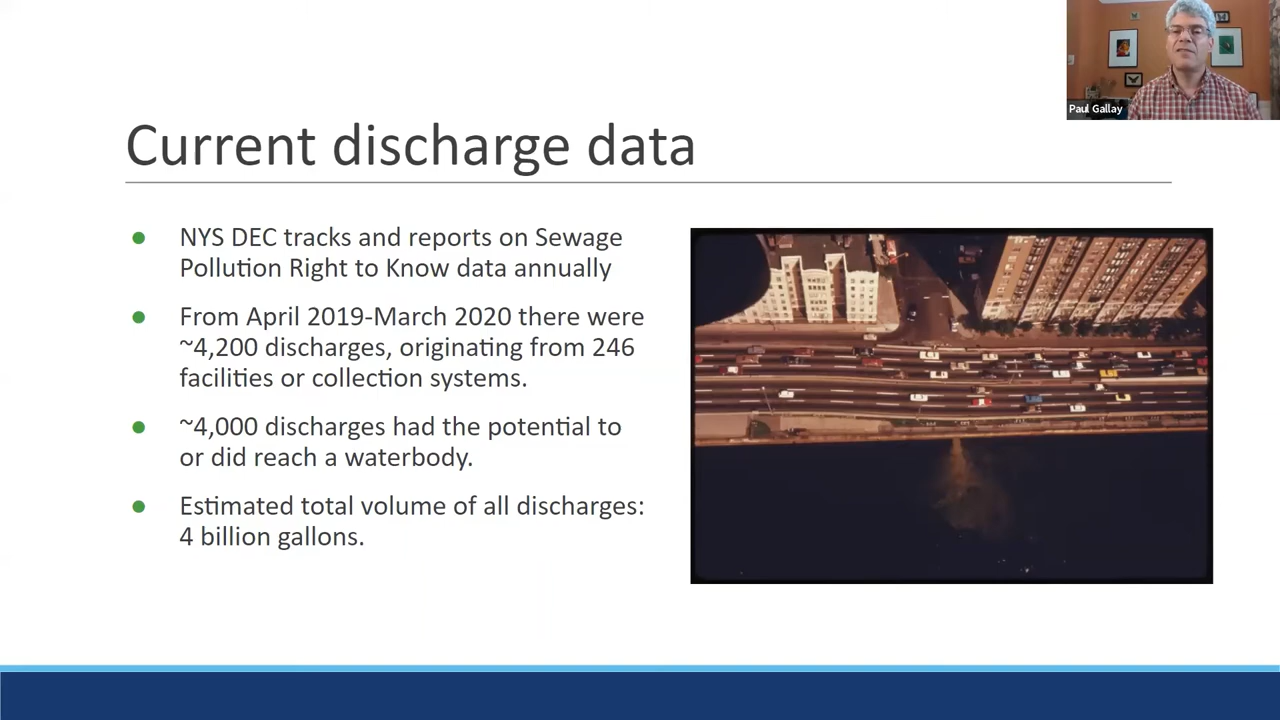 Paul Gallay
Current discharge data
NYS DEC tracks and reports on Sewage
Pollution Right to Know data annually
From April 2019-March 2020 there were
~4,200 discharges, originating from 246
facilities or collection systems.
~4,000 discharges had the potential to
or did reach a waterbody.
Estimated total volume of all discharges:
4 billion gallons.